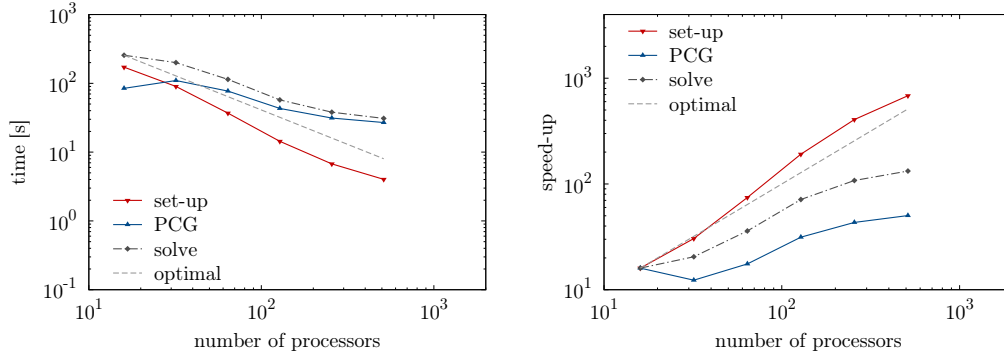 10^3
10^2
10^1
10^0
10^-1
time [s]
set-up
PCG
solve
optimal
10^1
10^2
10^3
number of processors
10^3
10^2
10^1
speed-up
set-up
PCG
solve
optimal
10^1
10^2
10^3
number of processors